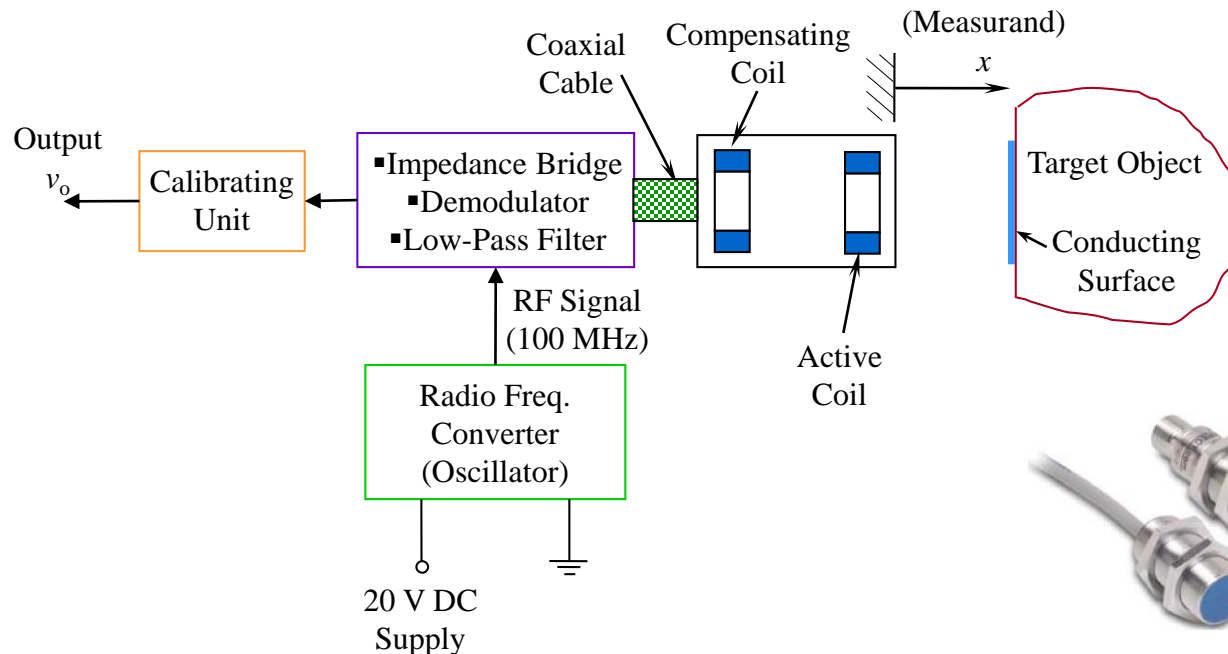 (Measurand)
x
Coaxial
Cable
Compensating
Coil
Output
vo
Calibrating
Unit
▪Impedance Bridge
▪Demodulator
▪Low-Pass Filter
Target Object
Conducting
Surface
RF Signal
(100 MHz)
Active
Coil
Radio Freq.
Converter
(Oscillator)
20 V DC
Supply